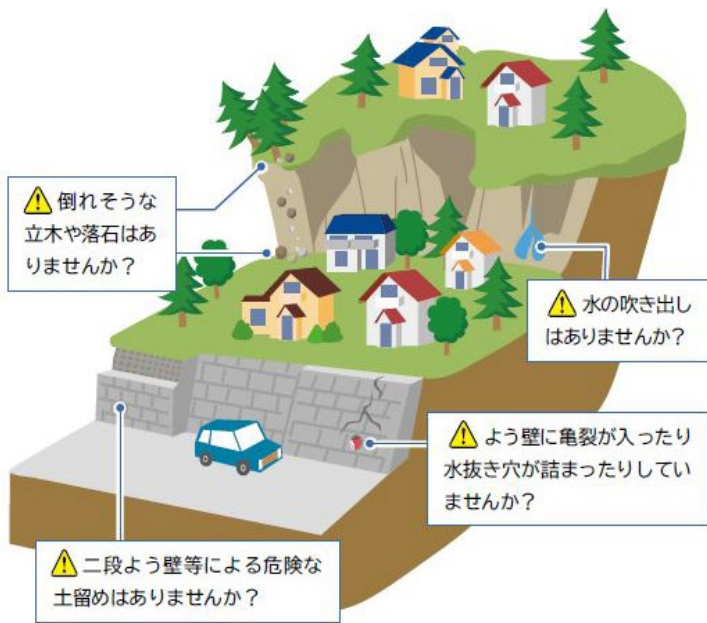 倒れそうな
立木や落石はあ
りませんか？
水の吹き出し
はありませんか？
よう壁に亀裂が入ったり
水抜き穴が詰まったりしてい
ませんか？
二段よう壁等による危険な
土留めはありませんか？